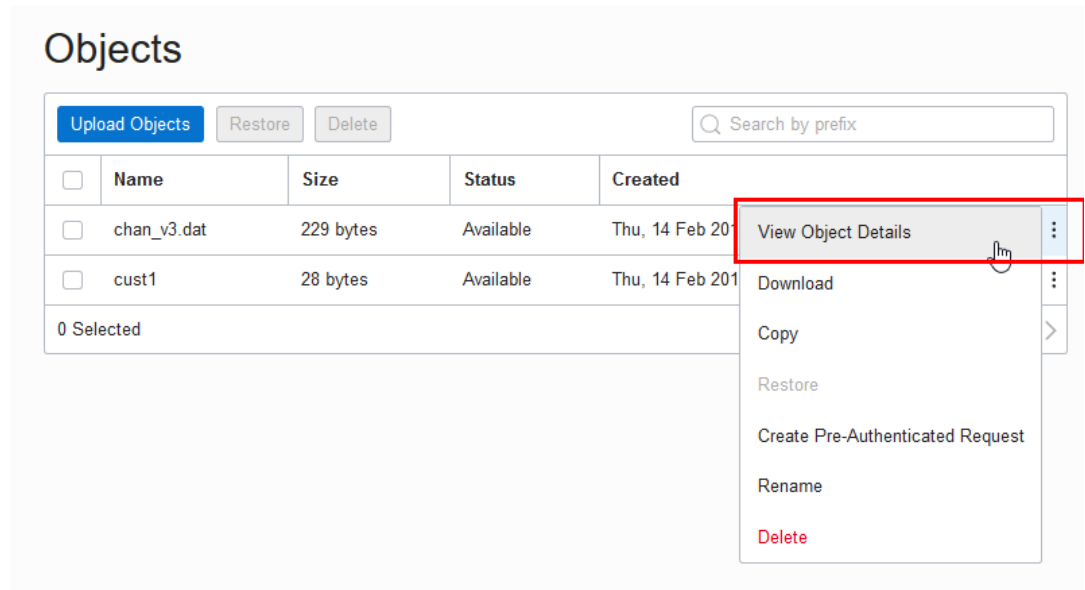 Objects
Upload Objects Restore Delete Search by prefix
Name Size Status Created
chan_v3.dat 229 bytes Available Thu, 14 Feb 201
cust1 28 bytes Available Thu, 14 Feb 201
0 Selected
View Object Details
Download
Copy
Restore
Create Pre-Authenticated Request
Rename
Delete